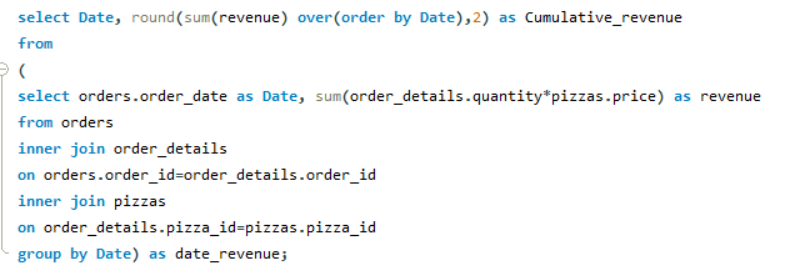 select Date, round(sum(revenue) over(order by Date),2) as Cumulative_revenue
from
(
select orders.order_date as Date, sum(order_details.quantity*pizzas.price) as revenue
from orders
inner join order_details
on orders.order_id=order_details.order_id
inner join pizzas
on order_details.pizza_id=pizzas.pizza_id
group by Date) as date_revenue;